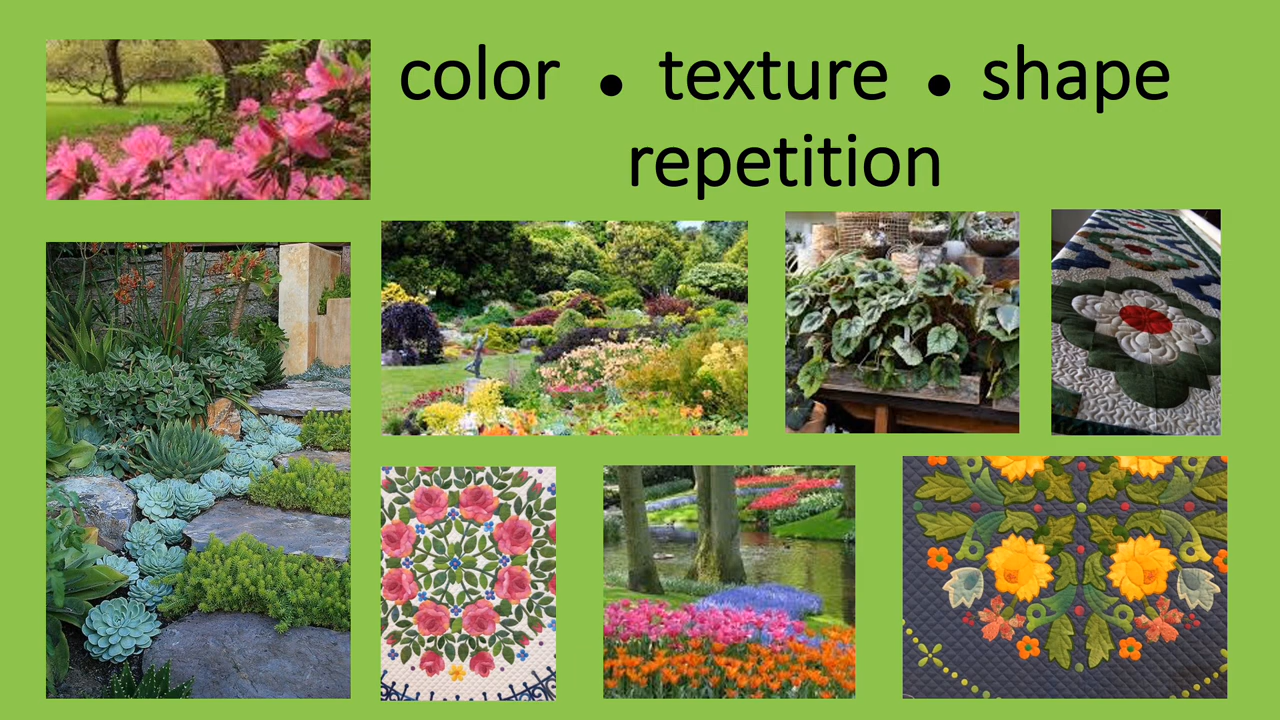 color • texture • shape
repetition